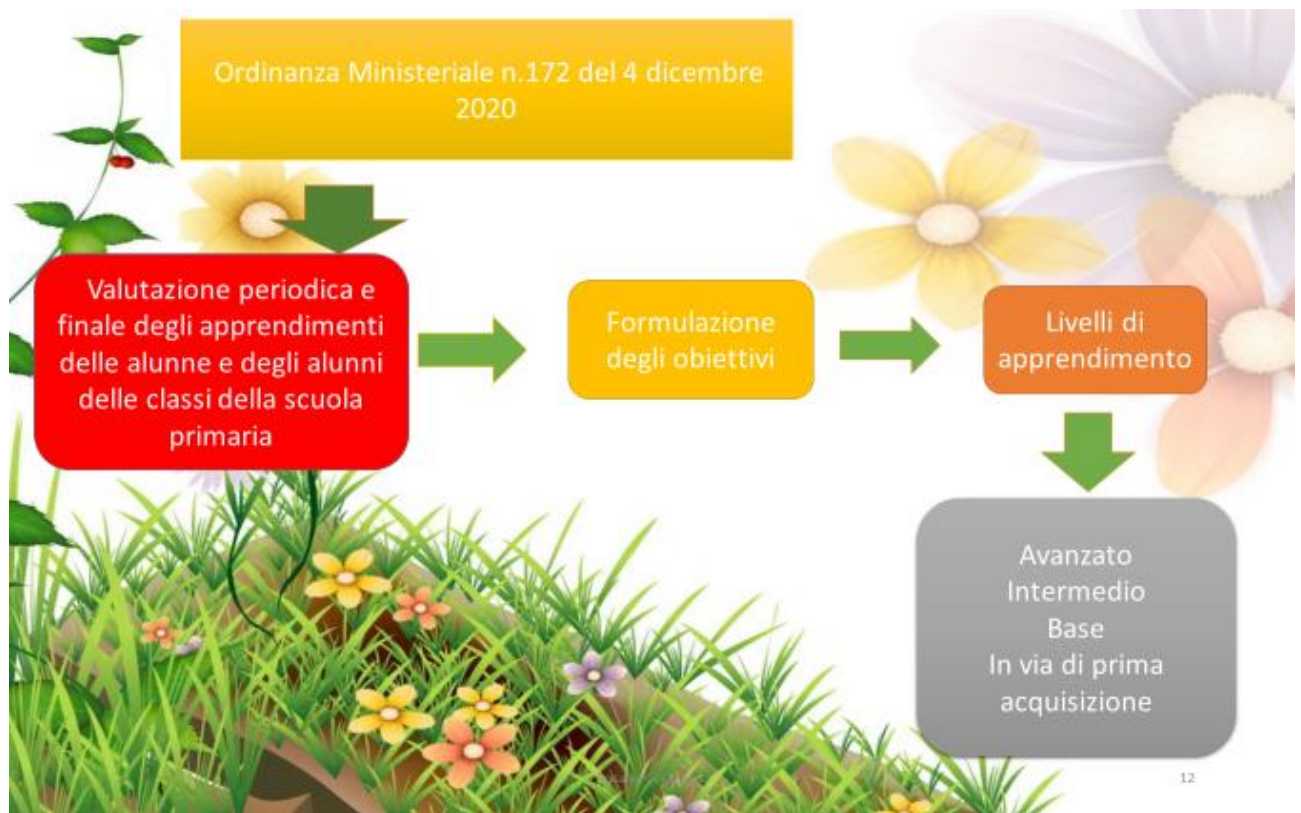 Ordinanza Ministeriale n.172 del 4 dicembre
2020
Valutazione periodica e
finale degli apprendimenti
delle alunne e degli alunni
delle classi della scuola
primaria
Formulazione
degli obiettivi
Livelli di
apprendimento
Avanzato
Intermedio
Base
In via di prima
acquisizione
12